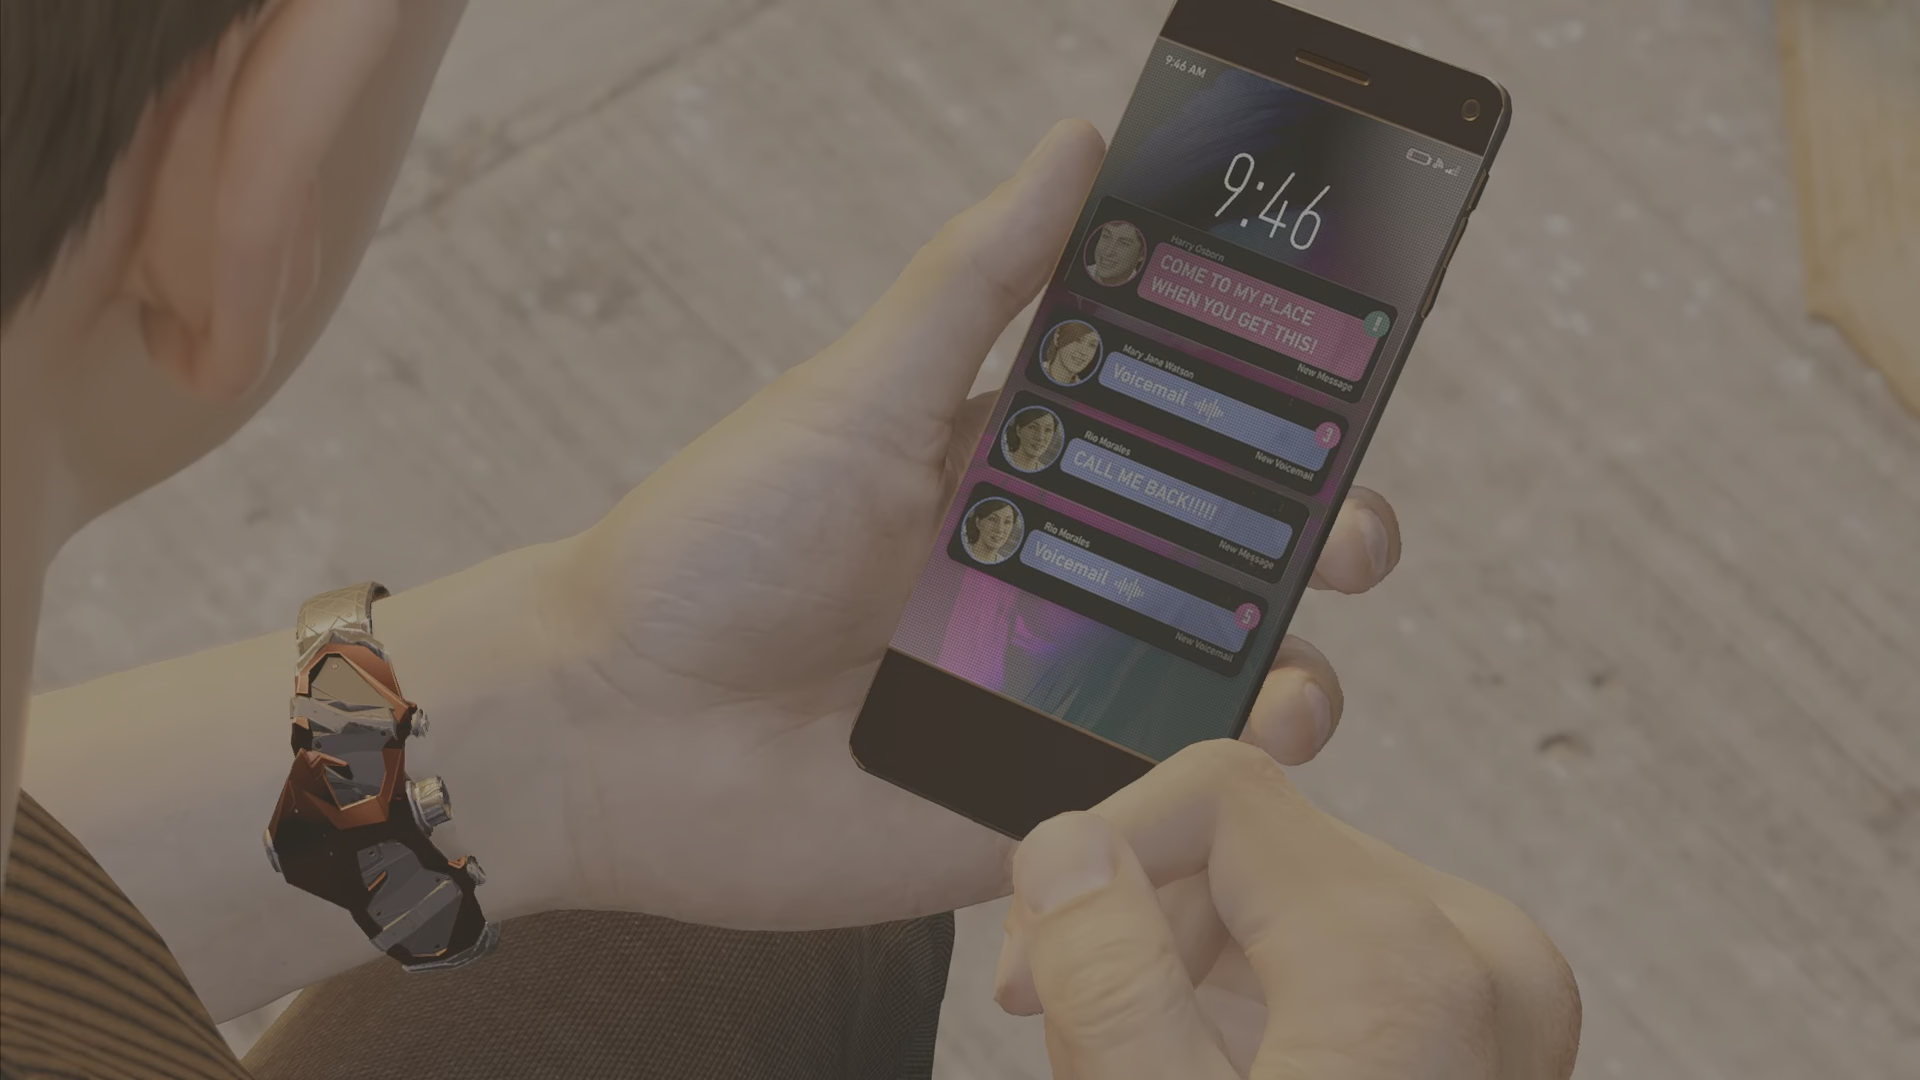 9:46 AM
9:46
Harry Osborn
COME TO MY PLACE
WHEN YOU GET THIS!
!
New Message
Mary Jane Watson
Voicemail
3
New Voicemail
Rio Morales
CALL ME BACK!!!!!
New Message
Rio Morales
Voicemail
5
New Voicemail